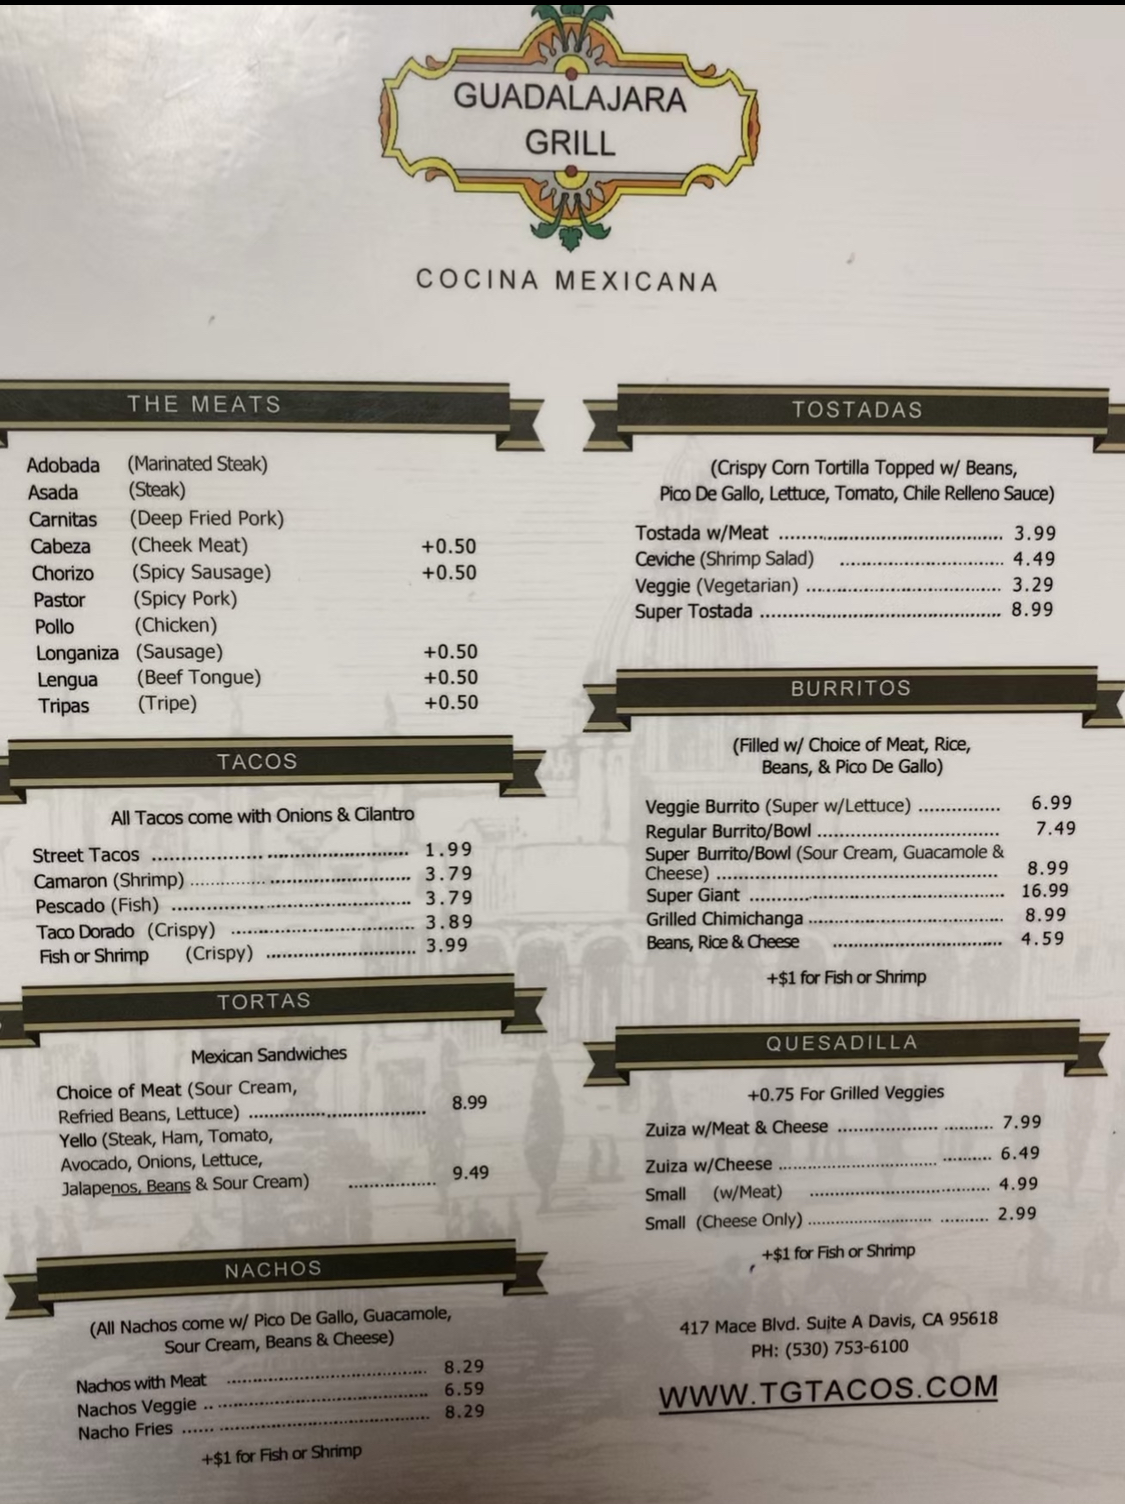 GUADALAJARA
GRILL
COCINA MEXICANA
THE MEATS
Adobada (Marinated Steak)
Asada (Steak)
Carnitas (Deep Fried Pork)
Cabeza (Cheek Meat) +0.50
Chorizo (Spicy Sausage) +0.50
Pastor (Spicy Pork)
Pollo (Chicken)
Longaniza (Sausage) +0.50
Lengua (Beef Tongue) +0.50
Tripas (Tripe) +0.50
TACOS
All Tacos come with Onions & Cilantro
Street Tacos 1.99
Camaron (Shrimp) 3.79
Pescado (Fish) 3.79
Taco Dorado (Crispy) 3.89
Fish or Shrimp (Crispy) 3.99
TORTAS
Mexican Sandwiches
Choice of Meat (Sour Cream,
Refried Beans, Lettuce) 8.99
Yello (Steak, Ham, Tomato,
Avocado, Onions, Lettuce,
Jalapenos, Beans & Sour Cream) 9.49
NACHOS
(All Nachos come w/ Pico De Gallo, Guacamole,
Sour Cream, Beans & Cheese)
Nachos with Meat 8.29
Nachos Veggie 6.59
Nacho Fries 8.29
+$1 for Fish or Shrimp
TOSTADAS
(Crispy Corn Tortilla Topped w/ Beans,
Pico De Gallo, Lettuce, Tomato, Chile Relleno Sauce)
Tostada w/Meat 3.99
Ceviche (Shrimp Salad) 4.49
Veggie (Vegetarian) 3.29
Super Tostada 8.99
BURRITOS
(Filled w/ Choice of Meat, Rice,
Beans, & Pico De Gallo)
Veggie Burrito (Super w/Lettuce) 6.99
Regular Burrito/Bowl 7.49
Super Burrito/Bowl (Sour Cream, Guacamole &
Cheese) 8.99
Super Giant 16.99
Grilled Chimichanga 8.99
Beans, Rice & Cheese 4.59
+$1 for Fish or Shrimp
QUESADILLA
+0.75 For Grilled Veggies
Zuiza w/Meat & Cheese 7.99
Zuiza w/Cheese 6.49
Small (w/Meat) 4.99
Small (Cheese Only) 2.99
+$1 for Fish or Shrimp
417 Mace Blvd. Suite A Davis, CA 95618
PH: (530) 753-6100
WWW.TGTACOS.COM